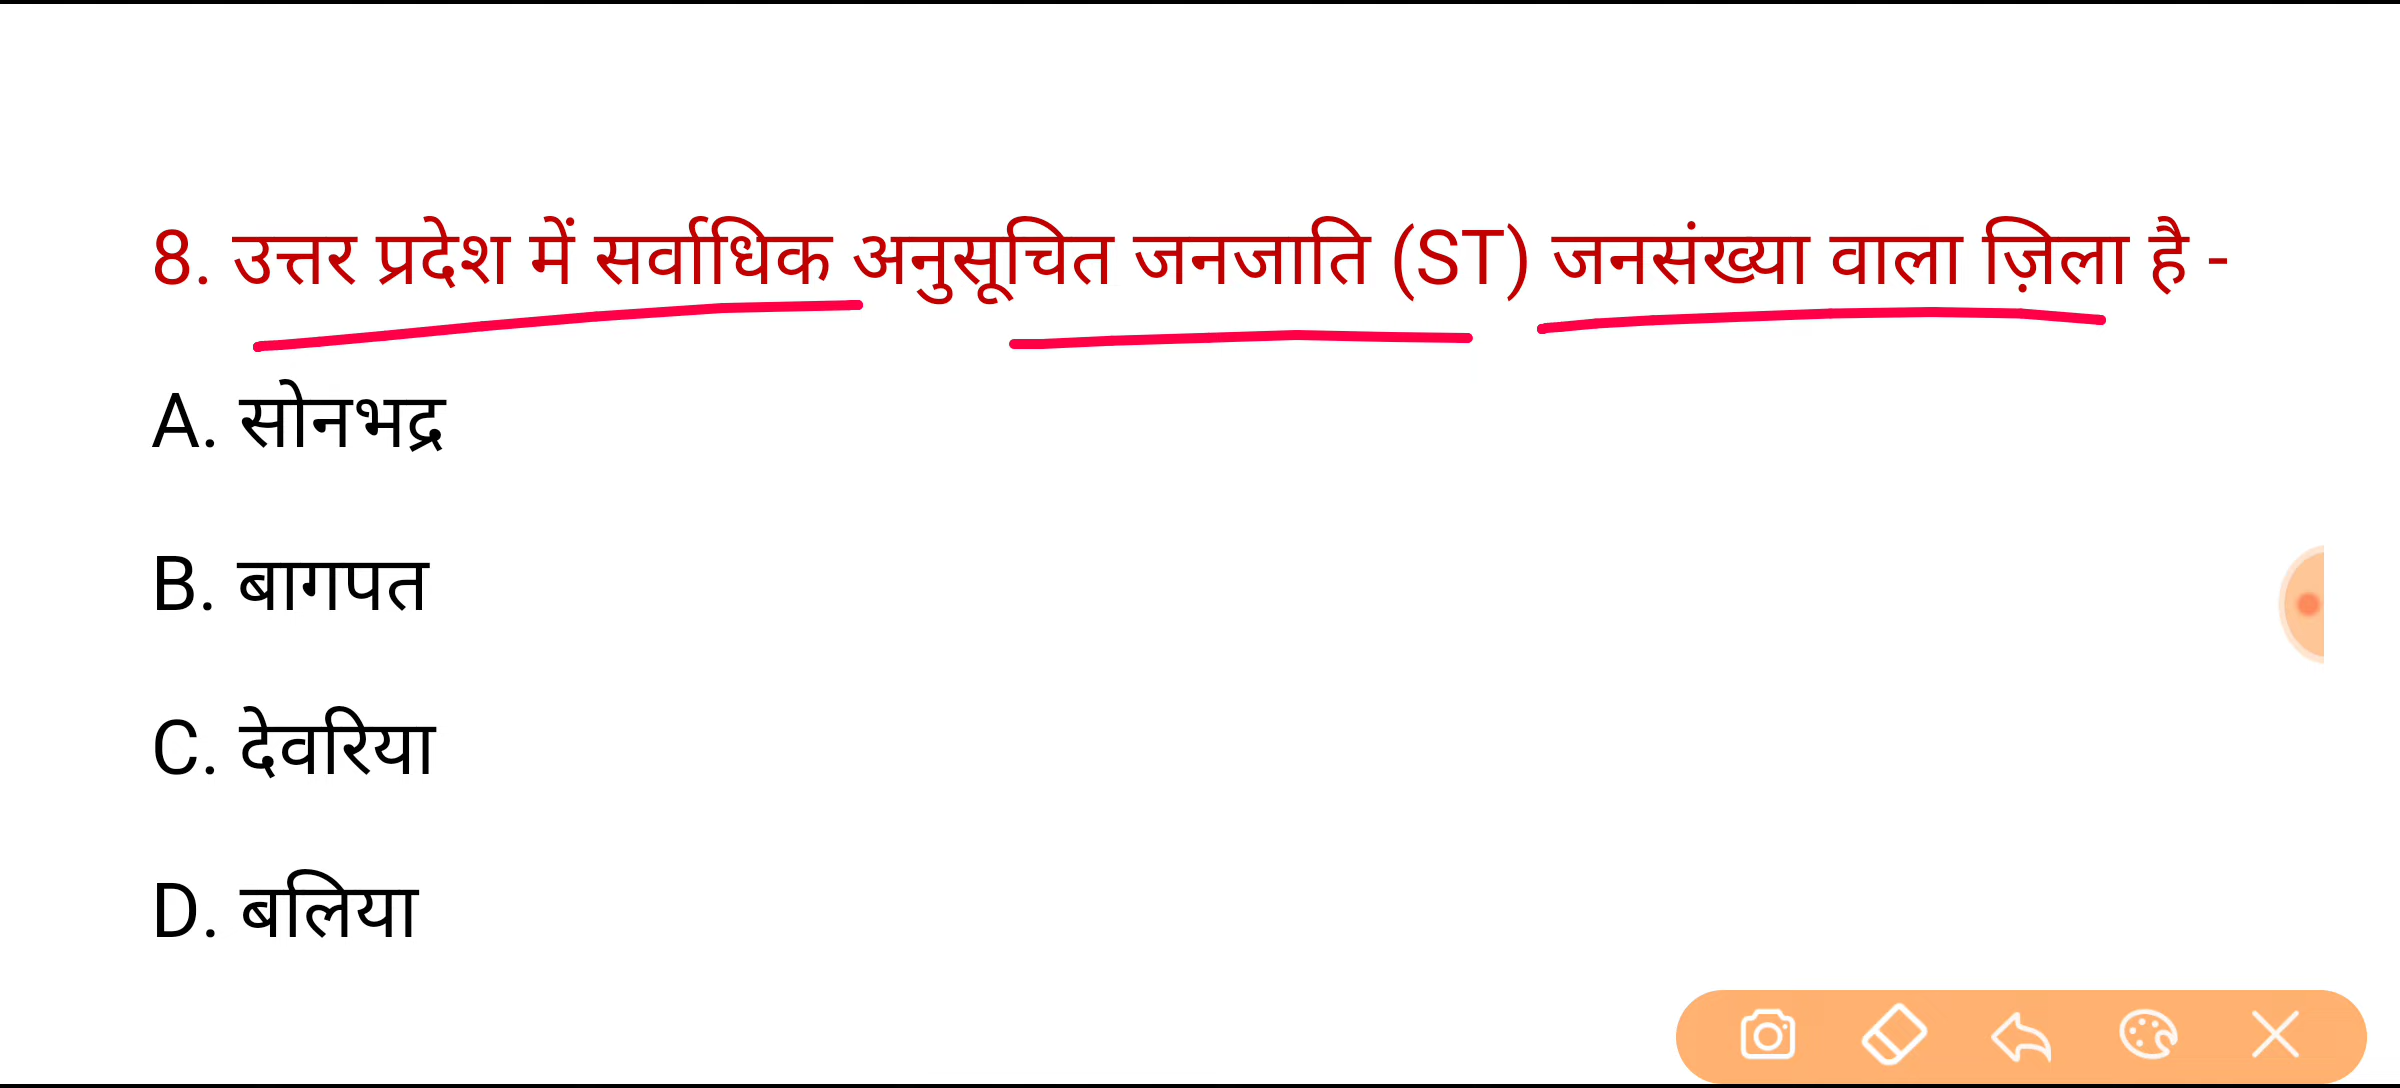 8. उत्तर प्रदेश में सर्वाधिक अनुसूचित जनजाति (ST) जनसंख्या वाला ज़िला है -
A. सोनभद्र
B. बागपत
C. देवरिया
D. बलिया